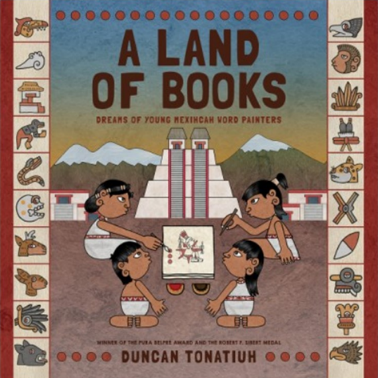 A LAND
OF BOOKS
DREAMS OF YOUNG MEXIHCAH WORD PAINTERS
WINNER OF THE PURA BELPRÉ AWARD AND THE ROBERT F. SIBERT MEDAL
DUNCAN TONATIUH